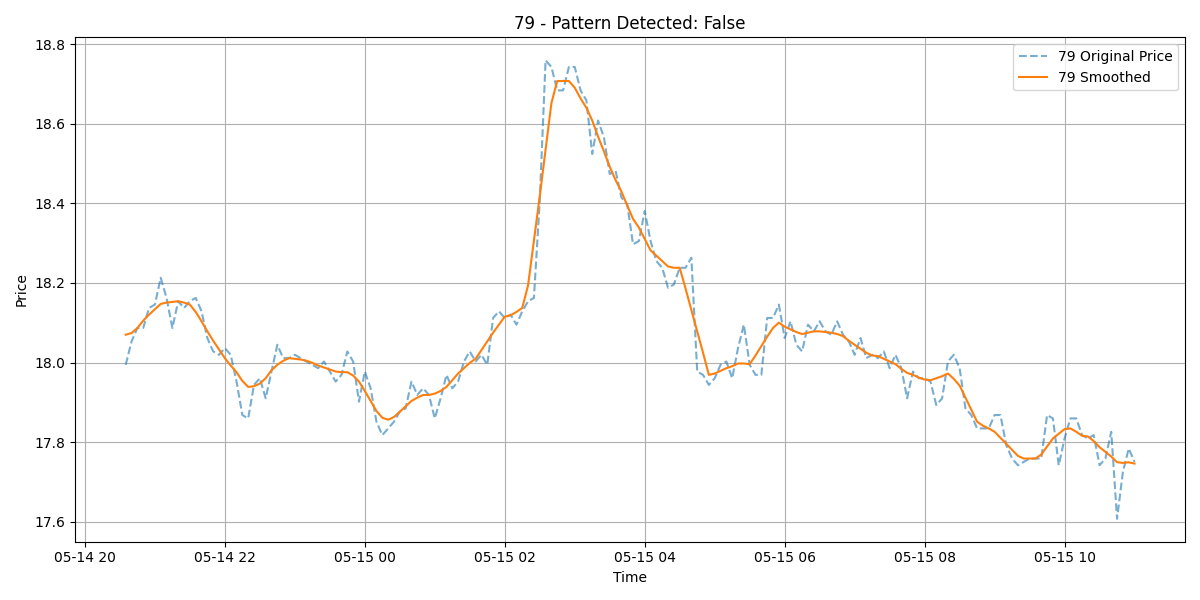 79 - Pattern Detected: False
79 Original Price
79 Smoothed
Price
18.8
18.6
18.4
18.2
18.0
17.8
17.6
05-14 20 05-14 22 05-15 00 05-15 02 05-15 04 05-15 06 05-15 08 05-15 10
Time